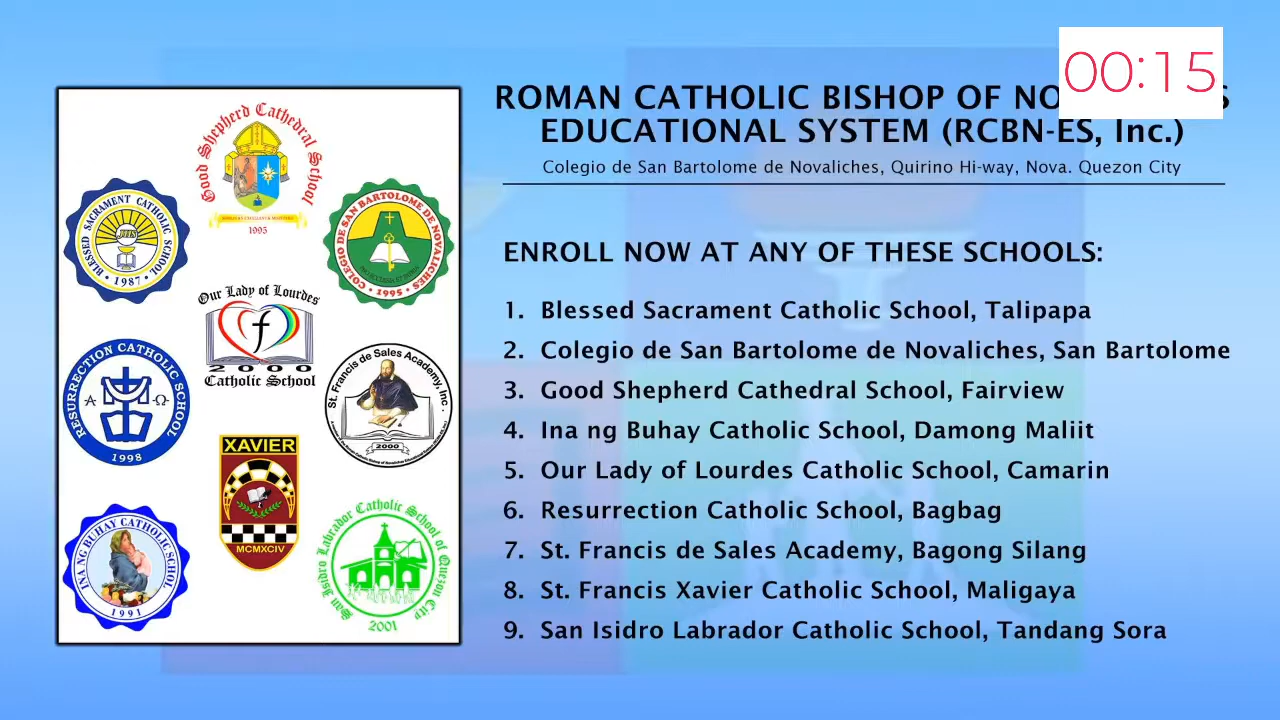 00:15
ROMAN CATHOLIC BISHOP OF NO S
EDUCATIONAL SYSTEM (RCBN-ES, Inc.)
Colegio de San Bartolome de Novaliches, Quirino Hi-way, Nova. Quezon City
ENROLL NOW AT ANY OF THESE SCHOOLS:
1. Blessed Sacrament Catholic School, Talipapa
2. Colegio de San Bartolome de Novaliches, San Bartolome
3. Good Shepherd Cathedral School, Fairview
4. Ina ng Buhay Catholic School, Damong Maliit
5. Our Lady of Lourdes Catholic School, Camarin
6. Resurrection Catholic School, Bagbag
7. St. Francis de Sales Academy, Bagong Silang
8. St. Francis Xavier Catholic School, Maligaya
9. San Isidro Labrador Catholic School, Tandang Sora
Good Shepherd Cathedral School
1995
BLESSED SACRAMENT CATHOLIC SCHOOL
JHS
• 1987 •
COLEGIO DE SAN BARTOLOME DE NOVALICHES
• 1995 •
Our Lady of Lourdes
f
2000
Catholic School
RESURRECTION CATHOLIC SCHOOL
Α Ω
1998
St. Francis de Sales Academy, Inc.
2000
XAVIER
MCMXCIV
INA NG BUHAY CATHOLIC SCHOOL
1991
San Isidro Labrador Catholic School of Quezon City
2001